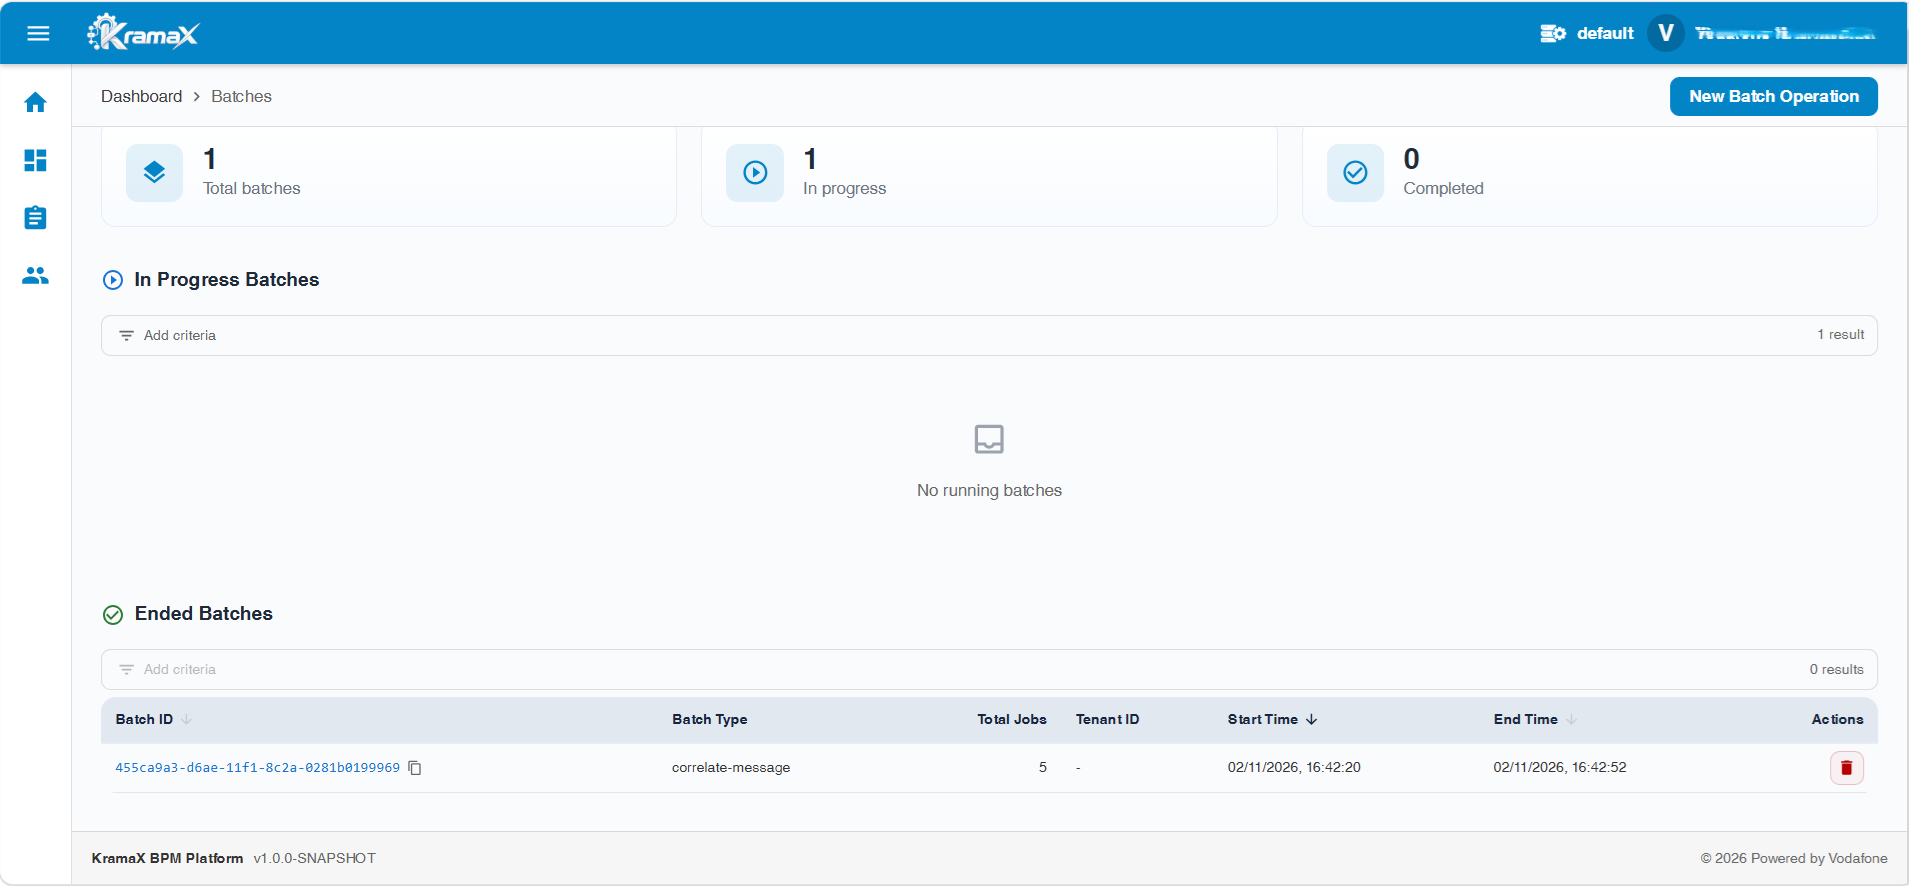 KramaX
default
V
Dashboard > Batches
New Batch Operation
1
Total batches
1
In progress
0
Completed
In Progress Batches
Add criteria
1 result
No running batches
Ended Batches
Add criteria
0 results
Batch ID Batch Type Total Jobs Tenant ID Start Time End Time Actions
455ca9a3-d6ae-11f1-8c2a-0281b0199969 correlate-message 5 - 02/11/2026, 16:42:20 02/11/2026, 16:42:52
KramaX BPM Platform v1.0.0-SNAPSHOT
© 2026 Powered by Vodafone